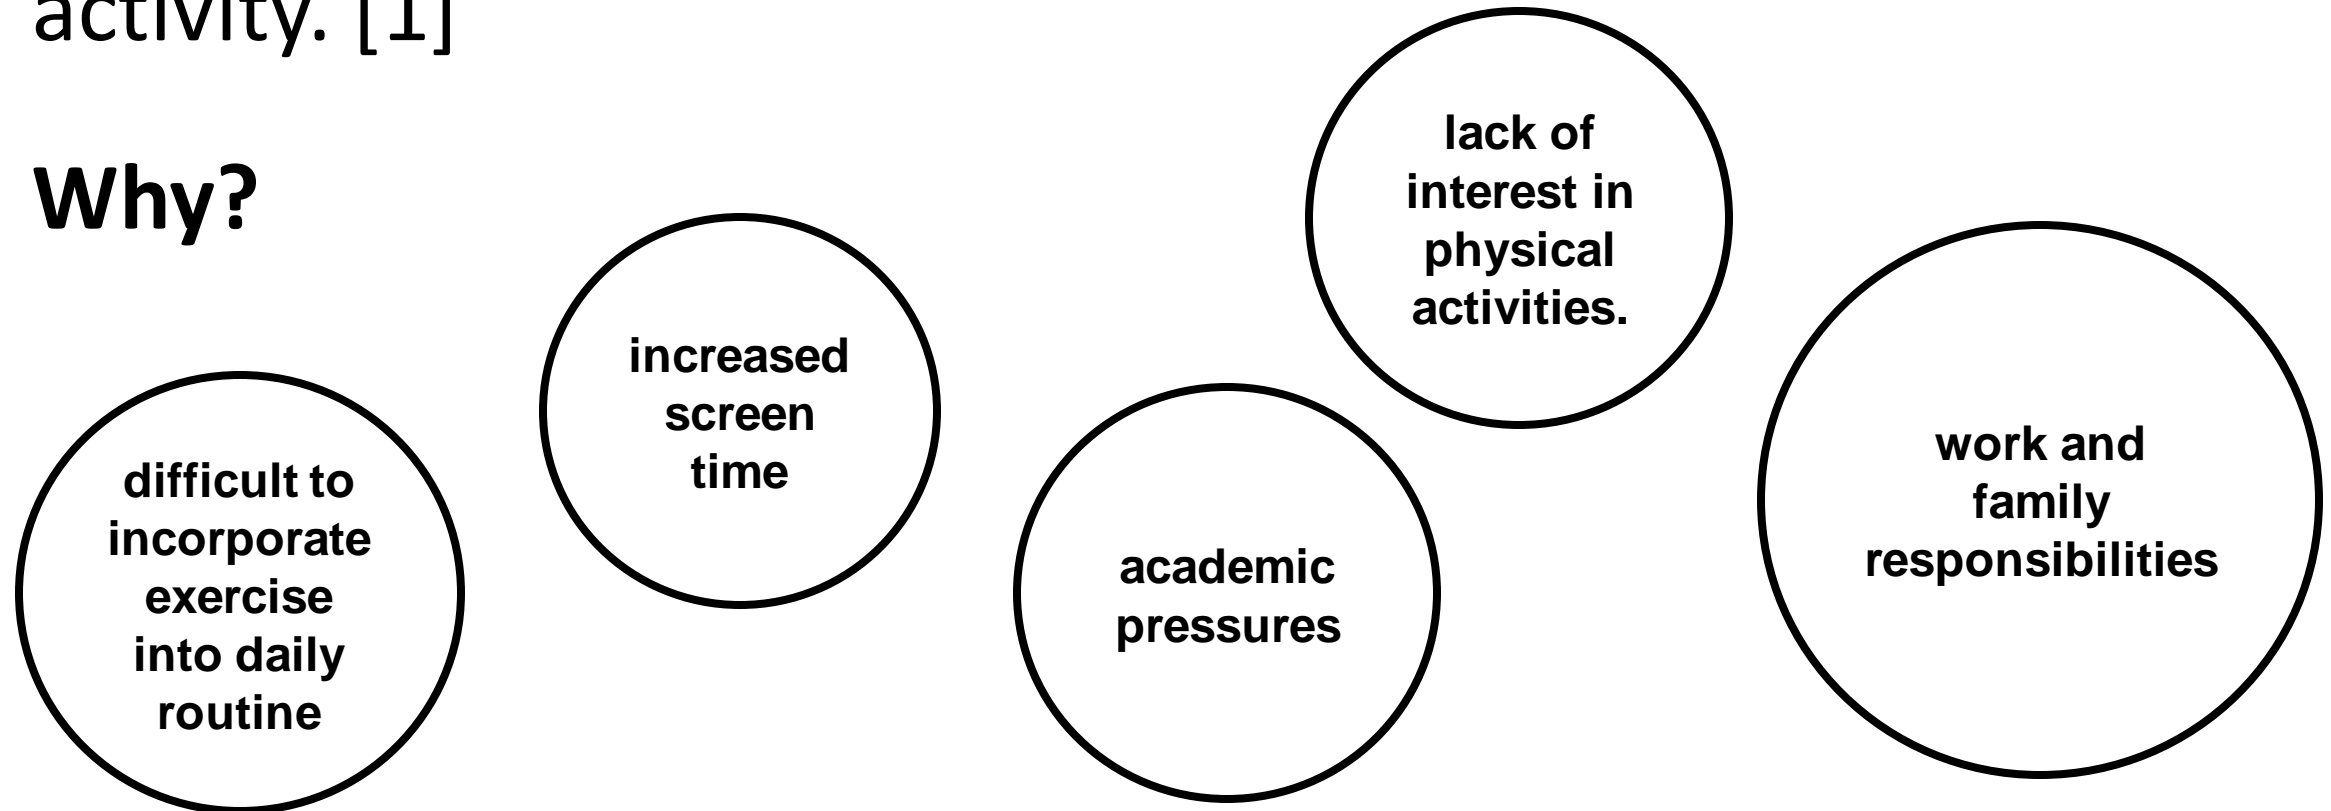 activity. [1]
Why?
difficult to
incorporate
exercise
into daily
routine
increased
screen
time
academic
pressures
lack of
interest in
physical
activities.
work and
family
responsibilities